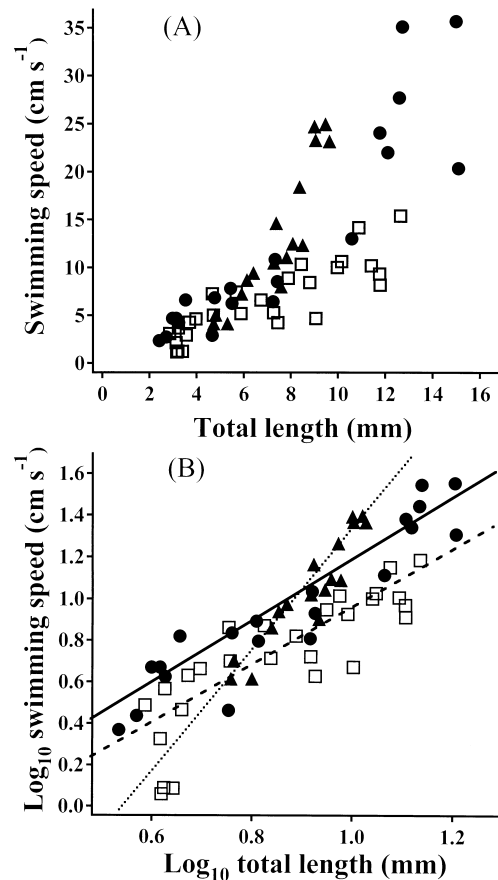 (A)
Swimming speed (cm s⁻¹)
35
30
25
20
15
10
5
0
0 2 4 6 8 10 12 14 16
Total length (mm)
(B)
Log₁₀ swimming speed (cm s⁻¹)
1.6
1.4
1.2
1.0
0.8
0.6
0.4
0.2
0.0
0.6 0.8 1.0 1.2
Log₁₀ total length (mm)